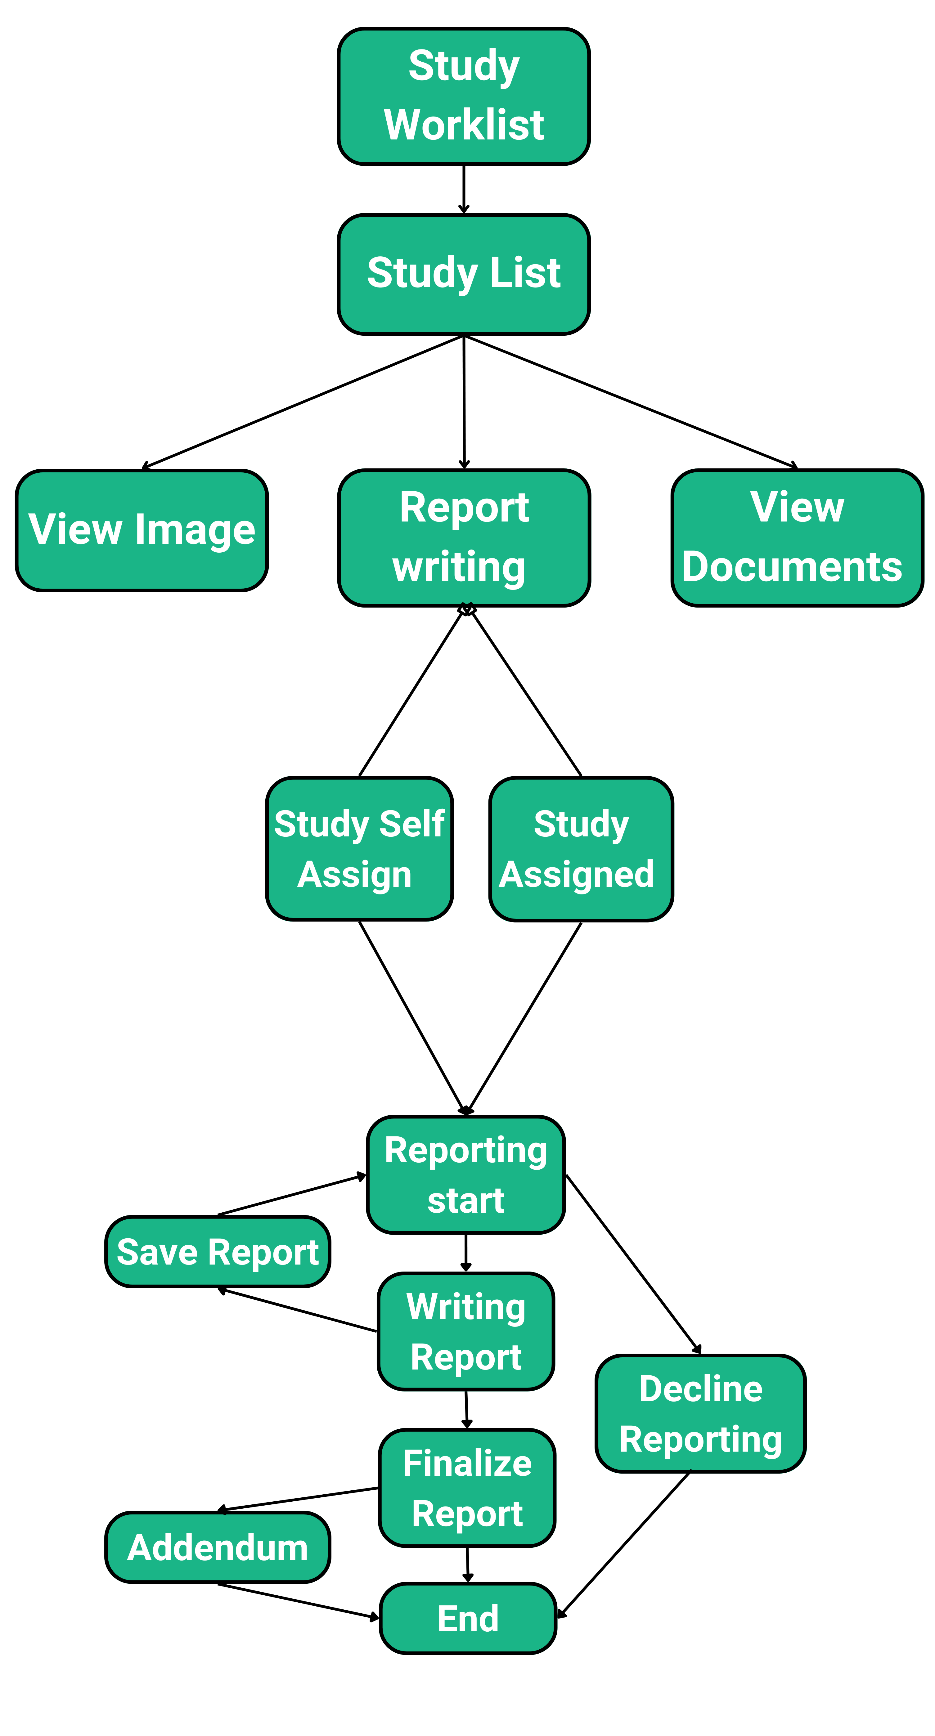 Study
Worklist
Study List
View Image
Report
writing
View
Documents
Study Self
Assign
Study
Assigned
Reporting
start
Save Report
Writing
Report
Decline
Reporting
Finalize
Report
Addendum
End